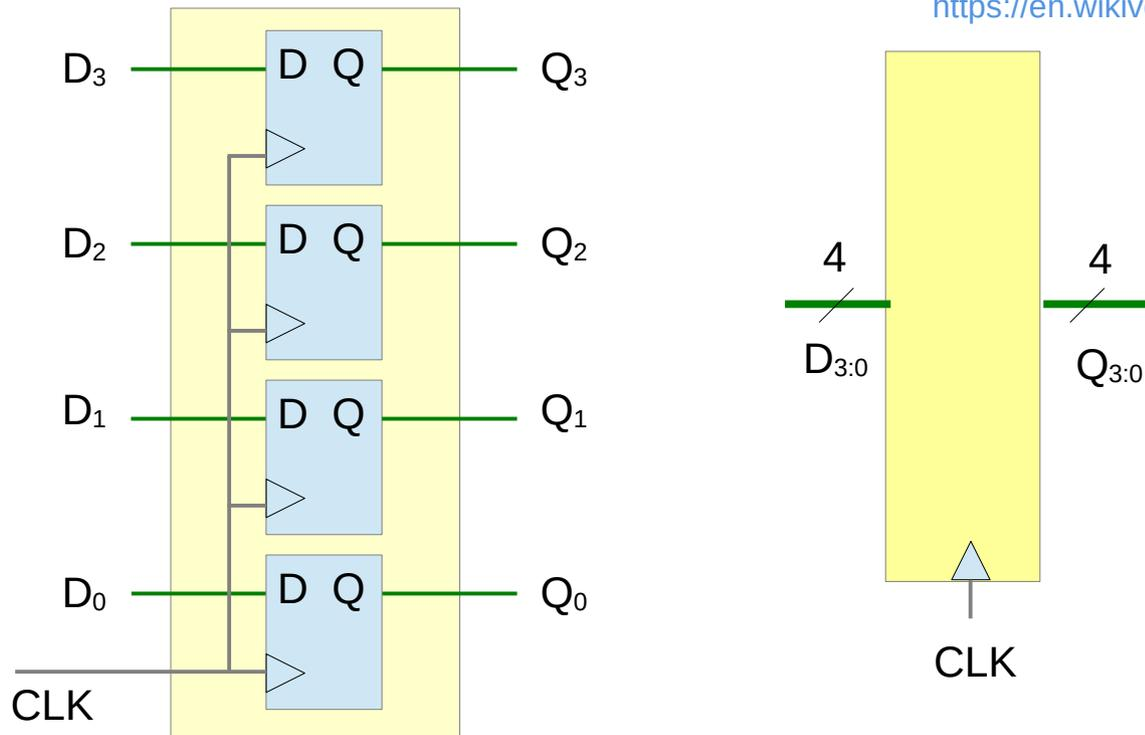 https://en.wikiv
D3 D Q Q3
D2 D Q Q2
4 4
D3:0 Q3:0
D1 D Q Q1
D0 D Q Q0
CLK
CLK